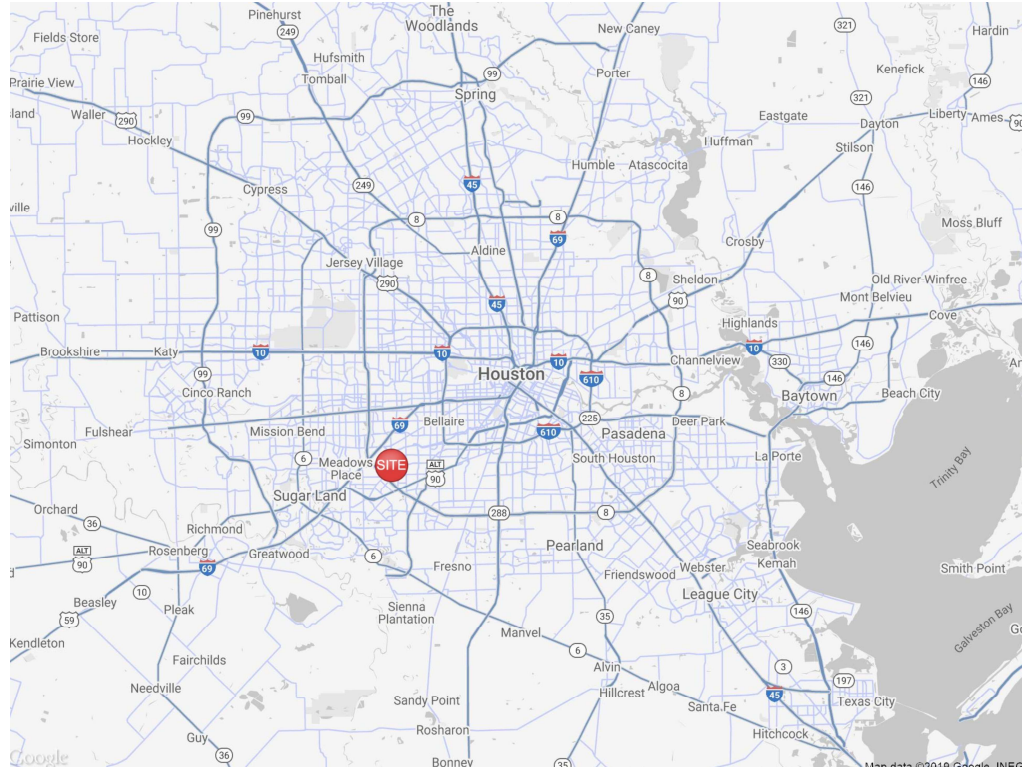 The
Woodlands
Pinehurst
249
New Caney
321
Hardin
Fields Store
Hufsmith
Tomball
99
Porter
Kenefick
146
Prairie View
Spring
321
Waller
290
99
Eastgate
Dayton
Liberty
Ames
Hockley
Huffman
Stilson
Humble
Atascocita
Cypress
249
45
146
ville
8
8
Moss Bluff
99
69
Aldine
Crosby
Jersey Village
8
Sheldon
Old River Winfree
290
90
Mont Belvieu
45
Pattison
Highlands
Cove
Brookshire
Katy
10
10
10
Channelview
10
330
146
99
Houston
610
146
Cinco Ranch
8
Baytown
Beach City
69
Bellaire
225
Deer Park
Fulshear
Mission Bend
610
Pasadena
Simonton
6
Meadows
Place
SITE
ALT
90
South Houston
La Porte
Trinity Bay
Sugar Land
Orchard
36
Richmond
288
8
ALT
90
Rosenberg
Greatwood
6
Pearland
Seabrook
Kemah
69
Fresno
Friendswood
Webster
Smith Point
Beasley
10
League City
59
Pleak
Sienna
Plantation
35
146
Galveston Bay
Kendleton
Manvel
6
Fairchilds
Alvin
3
Needville
Hillcrest
Algoa
45
197
Sandy Point
Santa Fe
Texas City
Guy
Rosharon
Hitchcock
36
Bonney
35
Google
Map data ©2019 Google, INEG